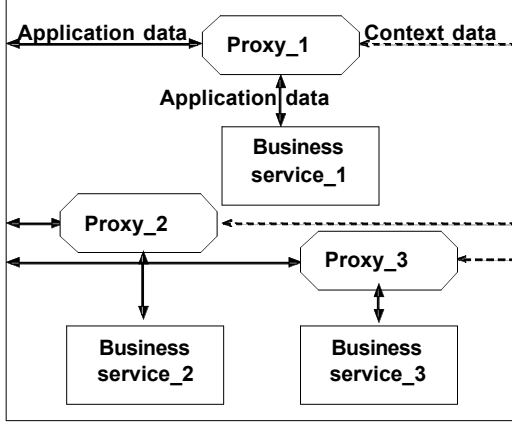 Application data
Proxy_1
Context data
Application data
Business
service_1
Proxy_2
Proxy_3
Business
service_2
Business
service_3